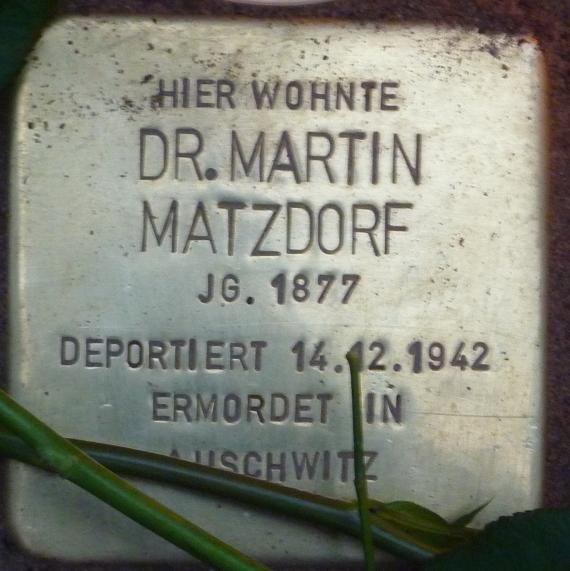 HIER WOHNTE
DR. MARTIN
MATZDORF
JG. 1877
DEPORTIERT 14.12.1942
ERMORDET IN
AUSCHWITZ